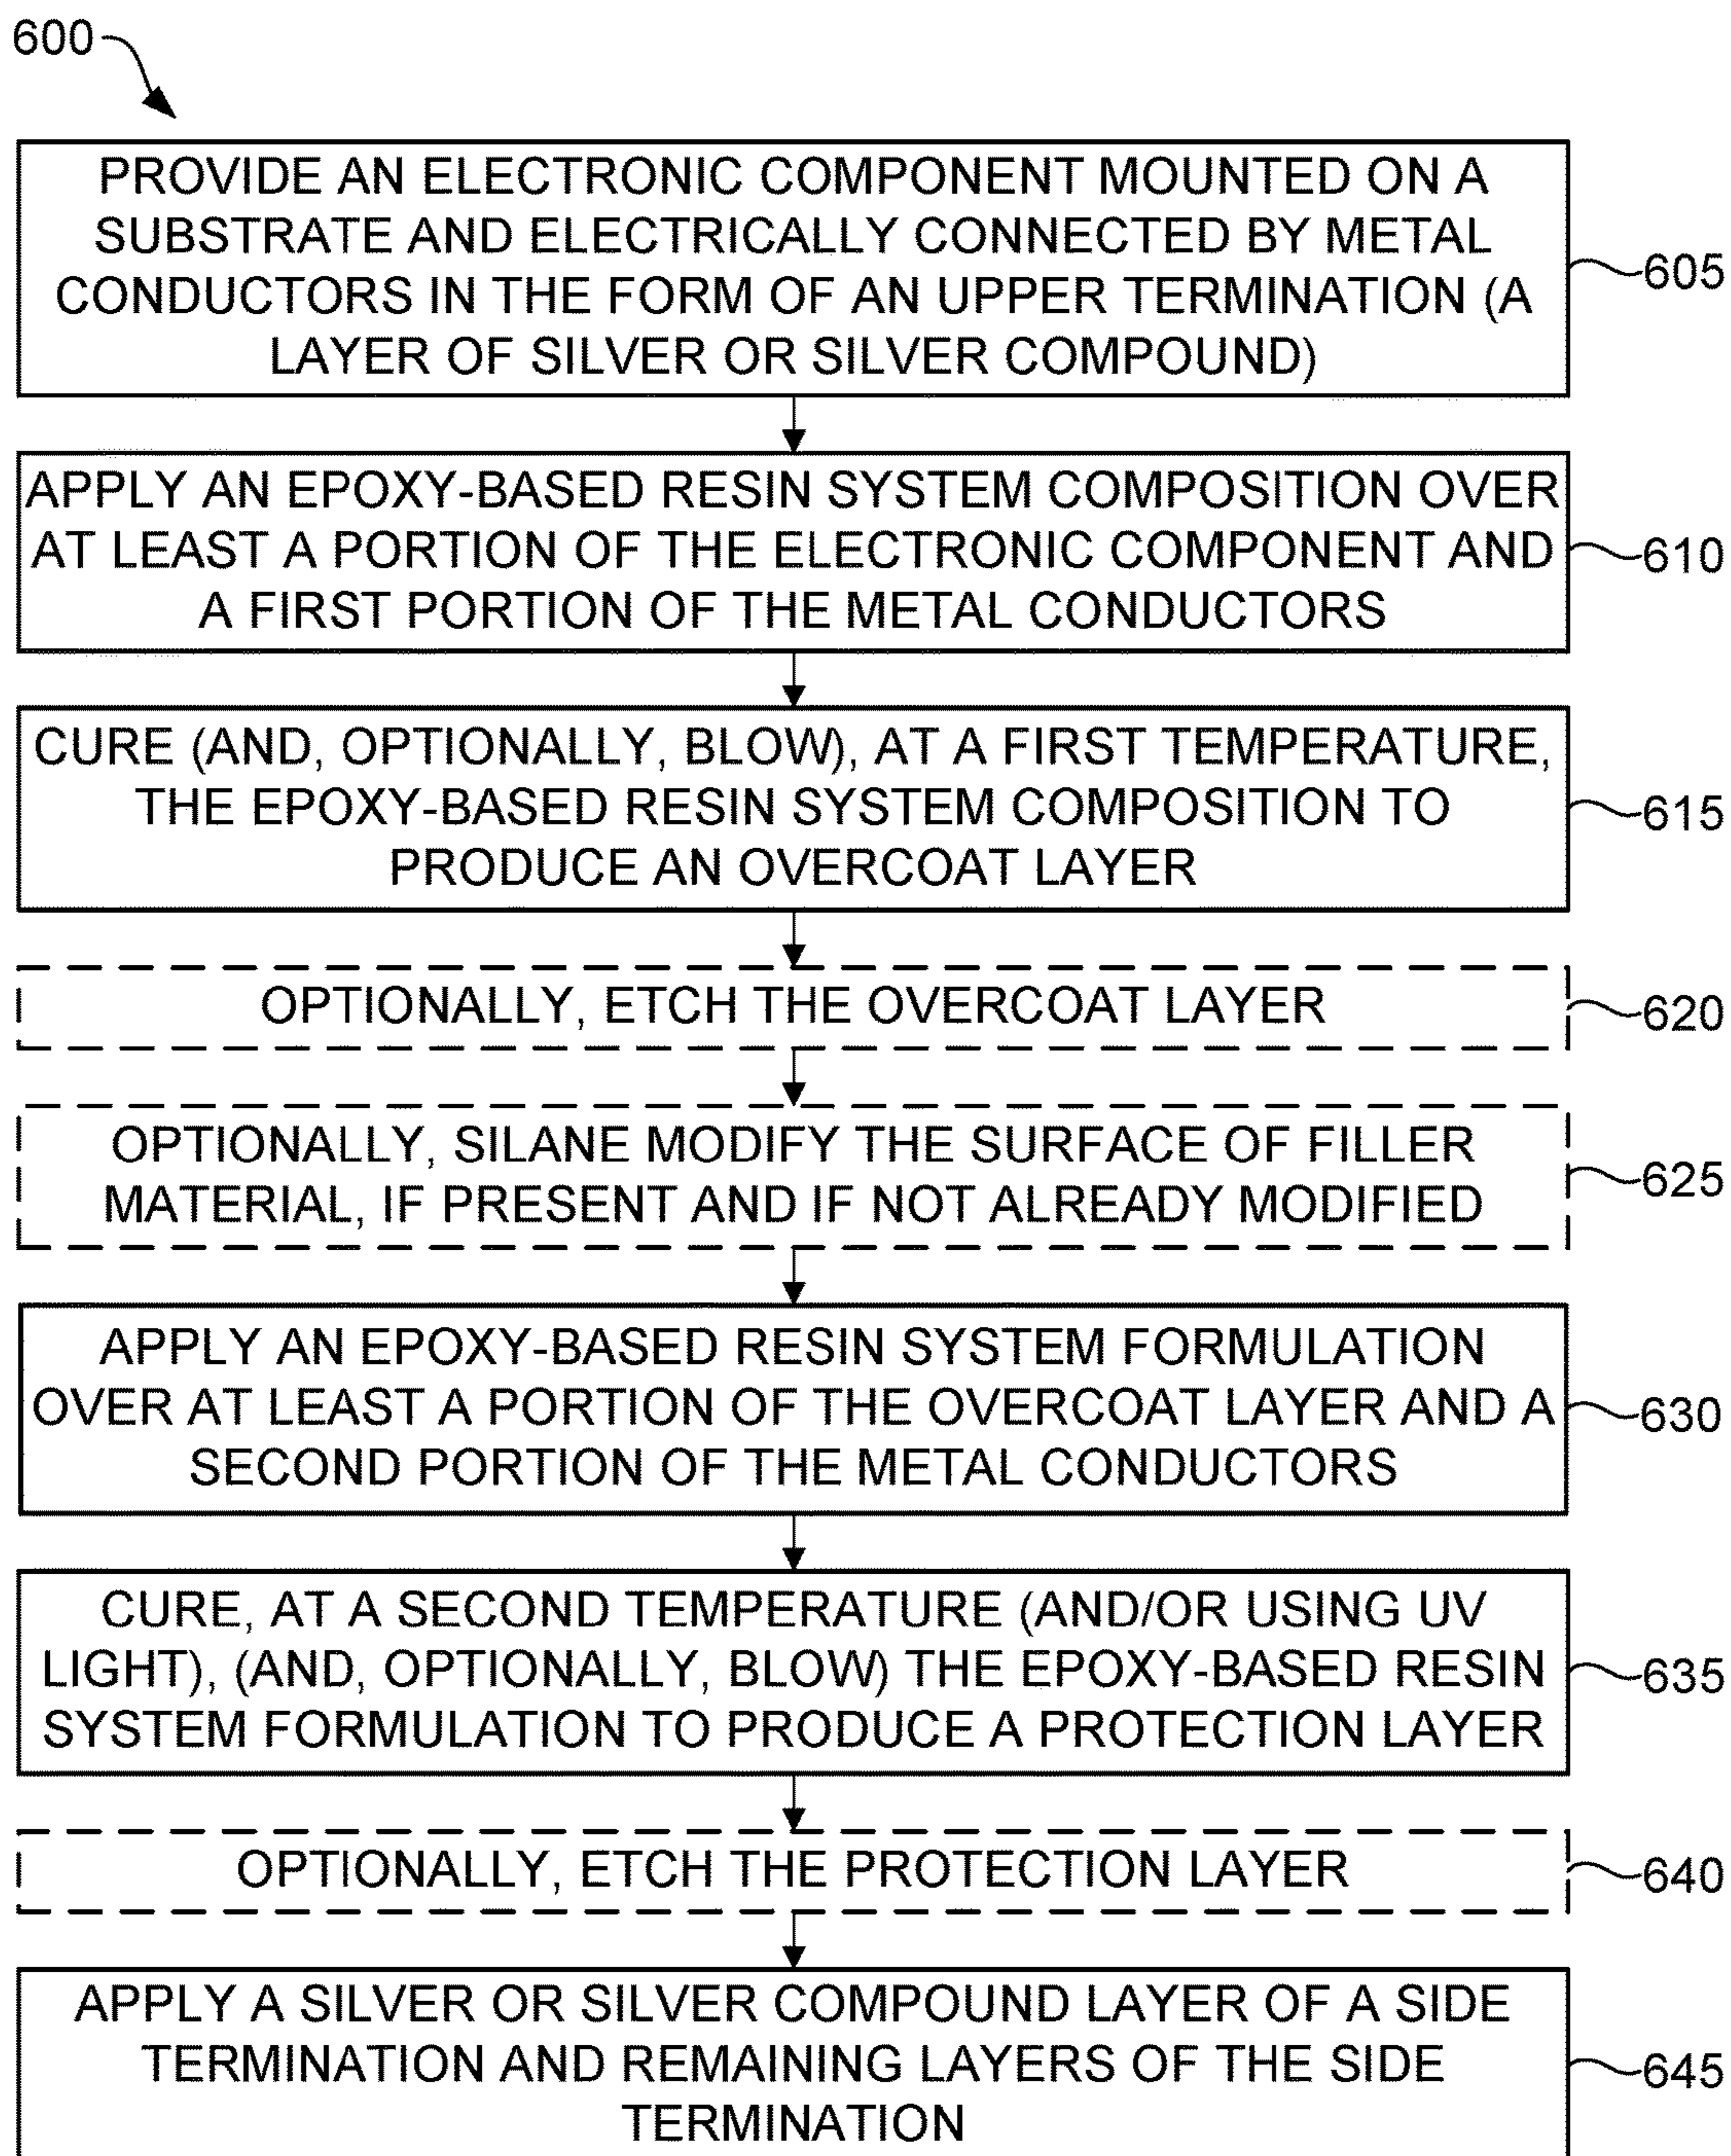 600
PROVIDE AN ELECTRONIC COMPONENT MOUNTED ON A
SUBSTRATE AND ELECTRICALLY CONNECTED BY METAL
CONDUCTORS IN THE FORM OF AN UPPER TERMINATION (A
LAYER OF SILVER OR SILVER COMPOUND)
605
APPLY AN EPOXY-BASED RESIN SYSTEM COMPOSITION OVER
AT LEAST A PORTION OF THE ELECTRONIC COMPONENT AND
A FIRST PORTION OF THE METAL CONDUCTORS
610
CURE (AND, OPTIONALLY, BLOW), AT A FIRST TEMPERATURE,
THE EPOXY-BASED RESIN SYSTEM COMPOSITION TO
PRODUCE AN OVERCOAT LAYER
615
OPTIONALLY, ETCH THE OVERCOAT LAYER
620
OPTIONALLY, SILANE MODIFY THE SURFACE OF FILLER
MATERIAL, IF PRESENT AND IF NOT ALREADY MODIFIED
625
APPLY AN EPOXY-BASED RESIN SYSTEM FORMULATION
OVER AT LEAST A PORTION OF THE OVERCOAT LAYER AND A
SECOND PORTION OF THE METAL CONDUCTORS
630
CURE, AT A SECOND TEMPERATURE (AND/OR USING UV
LIGHT), (AND, OPTIONALLY, BLOW) THE EPOXY-BASED RESIN
SYSTEM FORMULATION TO PRODUCE A PROTECTION LAYER
635
OPTIONALLY, ETCH THE PROTECTION LAYER
640
APPLY A SILVER OR SILVER COMPOUND LAYER OF A SIDE
TERMINATION AND REMAINING LAYERS OF THE SIDE
TERMINATION
645